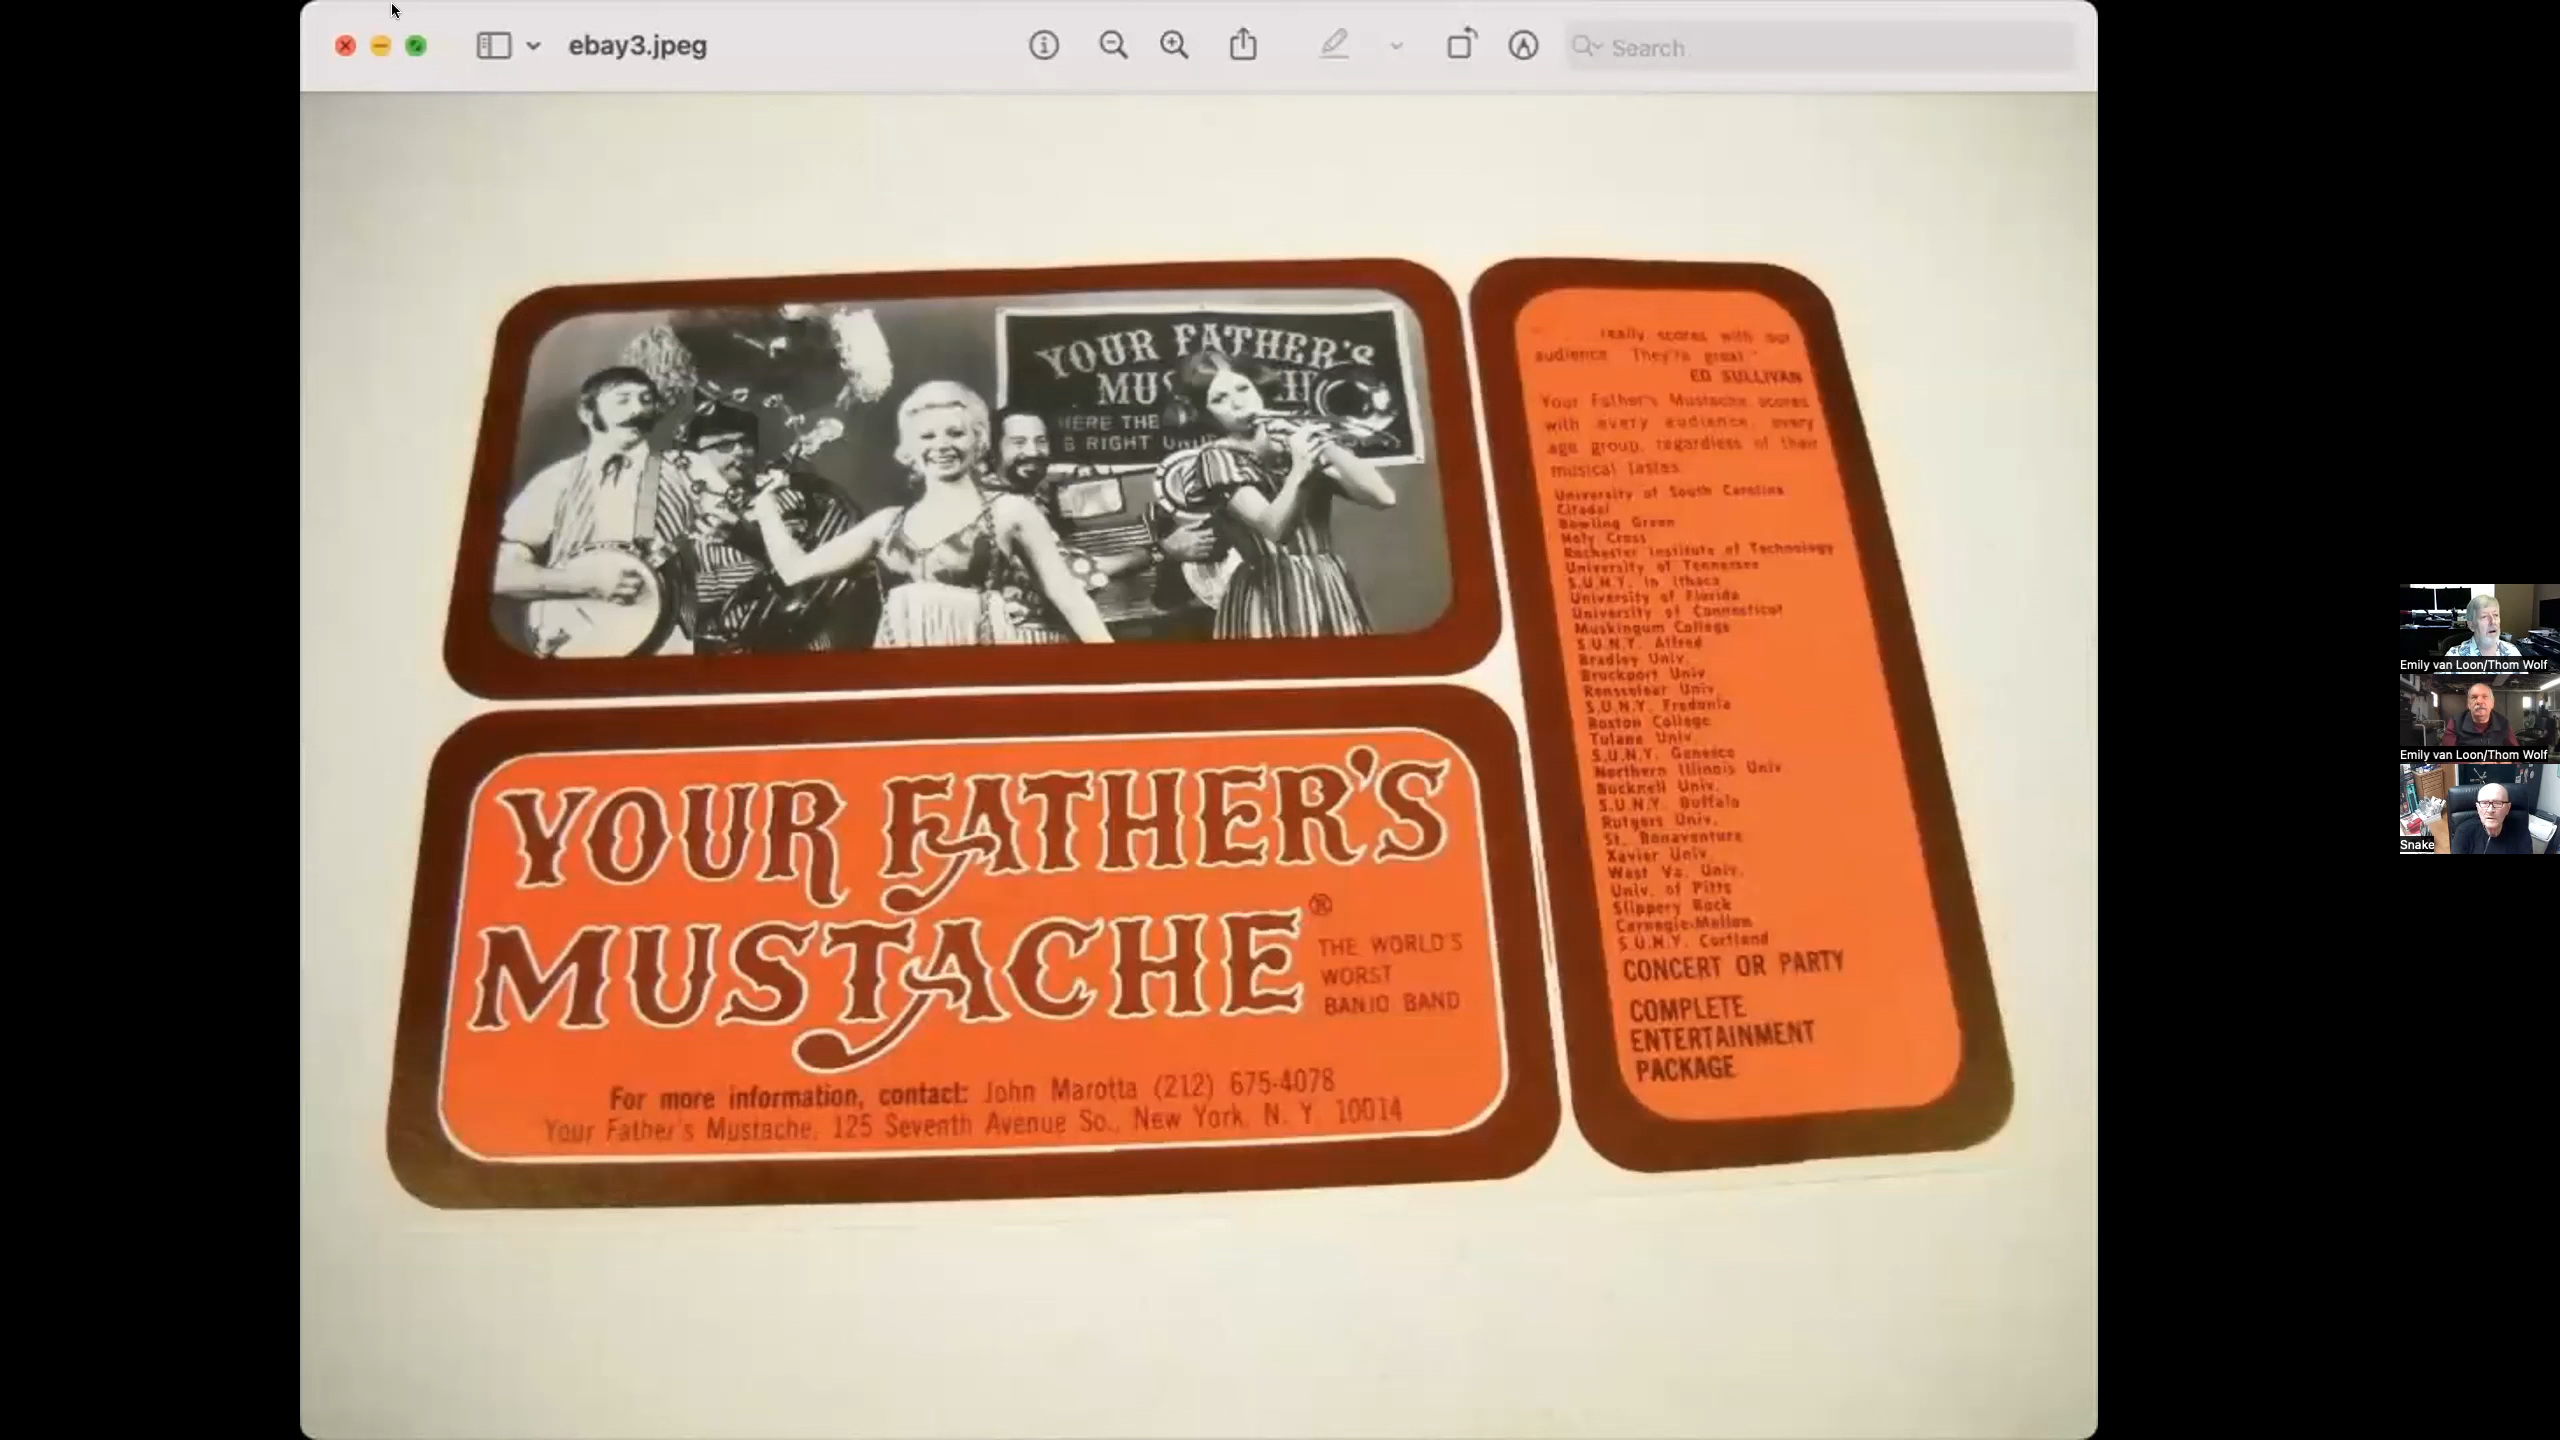 ebay3.jpeg
Search
YOUR FATHER'S
HERE THE
RIGHT
YOUR FATHER'S
MUSTACHE®
THE WORLD'S
WORST
BANJO BAND
For more information, contact: John Marotta (212) 675-4078
Your Father's Mustache, 125 Seventh Avenue So., New York, N. Y. 10014
really scores with our
audience They're great."
ED SULLIVAN
Your Father's Mustache scores
with every audience, every
age group, regardless of their
musical tastes
University of South Carolina
Citadel
Bowling Green
Holy Cross
Rochester Institute of Technology
University of Tennessee
S.U.N.Y. in Ithaca
University of Florida
University of Connecticut
Muskingum College
S.U.N.Y. Alfred
Bradley Univ.
Brockport Univ
Rensselear Univ.
S.U.N.Y. Fredonia
Boston College
Tulane Univ.
S.U.N.Y. Geneseo
Northern Illinois Univ
Bucknell Univ.
S.U.N.Y. Buffalo
Rutgers Univ.
St. Bonaventure
Xavier Univ.
West Va. Univ.
Univ. of Pitts
Slippery Rock
Carnegie-Mellon
S.U.N.Y. Cortland
CONCERT OR PARTY
COMPLETE
ENTERTAINMENT
PACKAGE
Emily van Loon/Thom Wolf
Emily van Loon/Thom Wolf
Snake